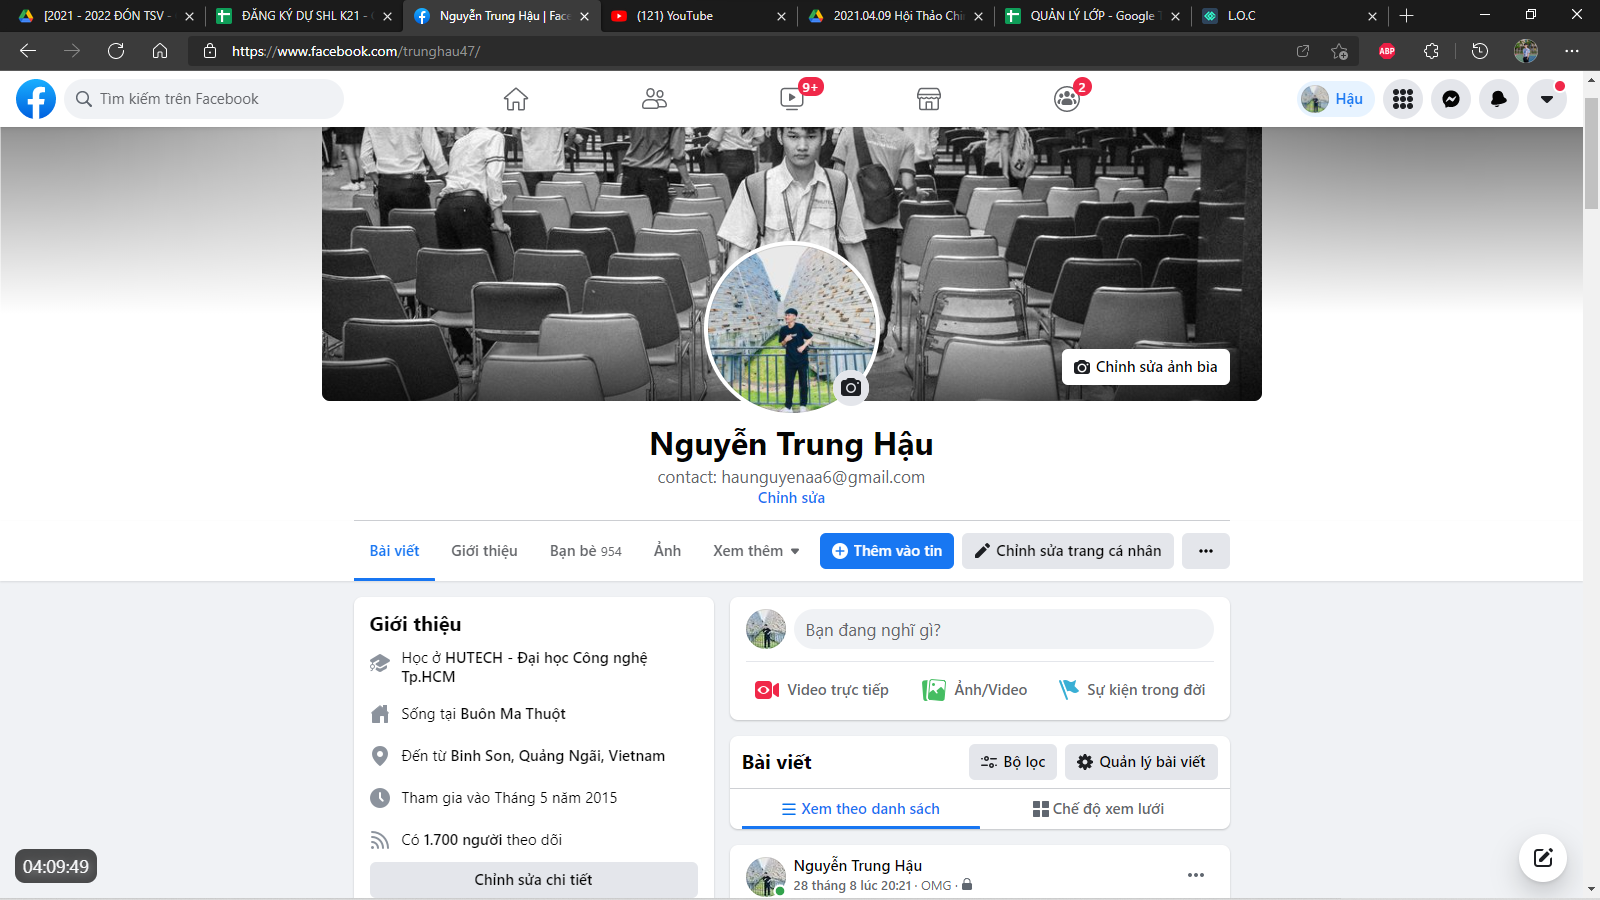 [2021 - 2022 ĐÓN TSV -
ĐĂNG KÝ DỰ SHL K21 -
Nguyễn Trung Hậu | Face
(121) YouTube
2021.04.09 Hội Thảo Chi
QUẢN LÝ LỚP - Google T
L.O.C
https://www.facebook.com/trunghau47/
ABP
Tìm kiếm trên Facebook
9+
2
Hậu
Chỉnh sửa ảnh bìa
Nguyễn Trung Hậu
contact: haunguyenaa6@gmail.com
Chỉnh sửa
Bài viết
Giới thiệu
Bạn bè 954
Ảnh
Xem thêm
Thêm vào tin
Chỉnh sửa trang cá nhân
Giới thiệu
Học ở HUTECH - Đại học Công nghệ
Tp.HCM
Sống tại Buôn Ma Thuột
Đến từ Binh Son, Quảng Ngãi, Vietnam
Tham gia vào Tháng 5 năm 2015
Có 1.700 người theo dõi
Chỉnh sửa chi tiết
Bạn đang nghĩ gì?
Video trực tiếp
Ảnh/Video
Sự kiện trong đời
Bài viết
Bộ lọc
Quản lý bài viết
Xem theo danh sách
Chế độ xem lưới
Nguyễn Trung Hậu
28 tháng 8 lúc 20:21 · OMG ·
04:09:49